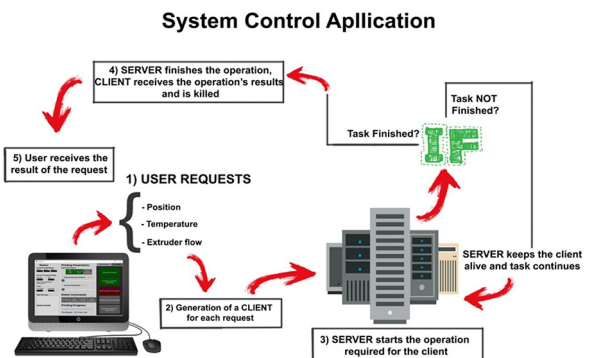 System Control Apllication
4) SERVER finishes the operation,
CLIENT receives the operation's results
and is killed
Task NOT
Finished?
Task Finished?
IF
5) User receives the
result of the request
1) USER REQUESTS
- Position
- Temperature
- Extruder flow
SERVER keeps the client
alive and task continues
2) Generation of a CLIENT
for each request
3) SERVER starts the operation
required for the client